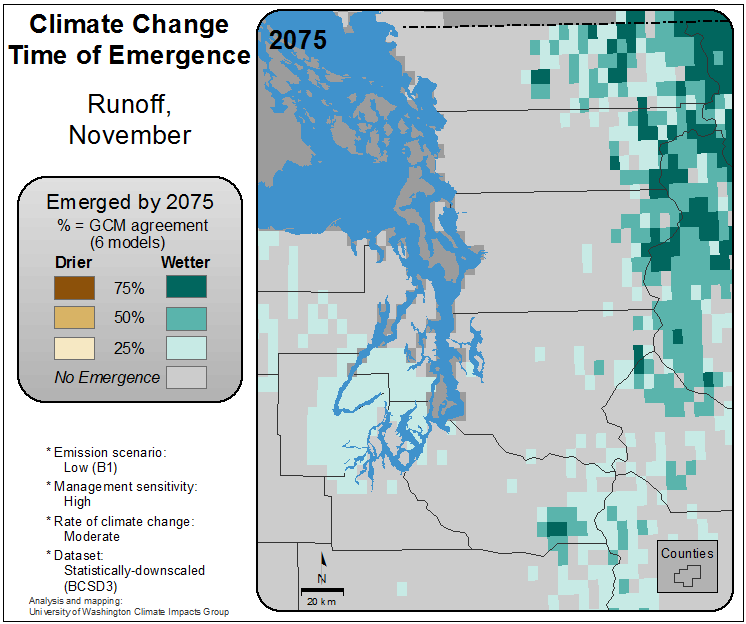 Climate Change
Time of Emergence
Runoff,
November
Emerged by 2075
% = GCM agreement
(6 models)
Drier Wetter
75%
50%
25%
No Emergence
* Emission scenario:
Low (B1)
* Management sensitivity:
High
* Rate of climate change:
Moderate
* Dataset:
Statistically-downscaled
(BCSD3)
Analysis and mapping:
University of Washington Climate Impacts Group
2075
N
20 km
Counties